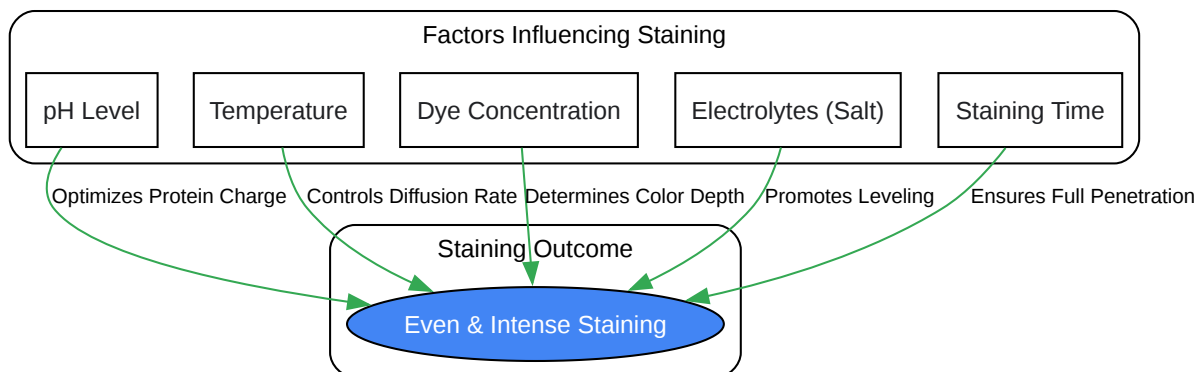 Factors Influencing Staining
pH Level
Temperature
Dye Concentration
Electrolytes (Salt)
Staining Time
Optimizes Protein Charge
Controls Diffusion Rate
Determines Color Depth
Promotes Leveling
Ensures Full Penetration
Staining Outcome
Even & Intense Staining